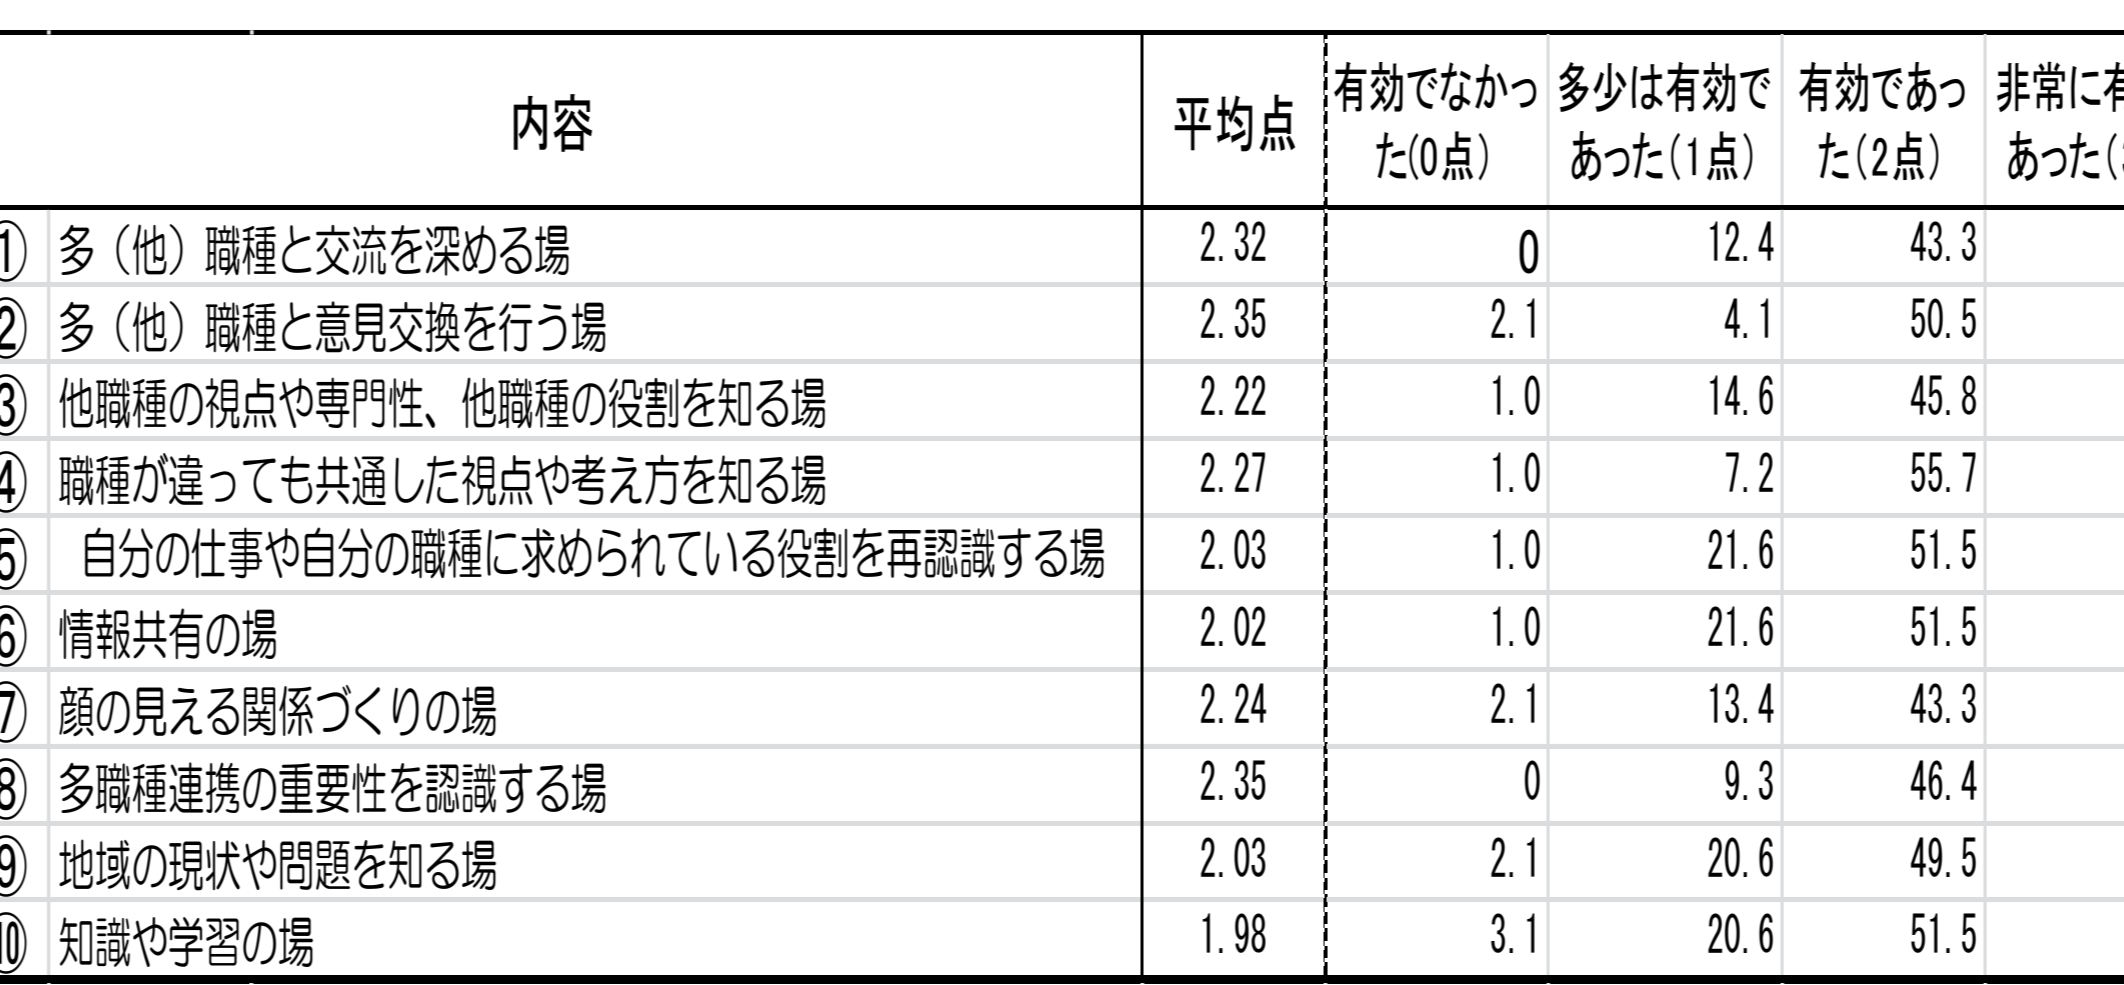 内容 平均点 有効でなかっ 多少は有効で 有効であっ 非常に有
た(0点) あった(1点) た(2点) あった(
① 多（他）職種と交流を深める場 2.32 0 12.4 43.3
② 多（他）職種と意見交換を行う場 2.35 2.1 4.1 50.5
③ 他職種の視点や専門性、他職種の役割を知る場 2.22 1.0 14.6 45.8
④ 職種が違っても共通した視点や考え方を知る場 2.27 1.0 7.2 55.7
⑤ 自分の仕事や自分の職種に求められている役割を再認識する場 2.03 1.0 21.6 51.5
⑥ 情報共有の場 2.02 1.0 21.6 51.5
⑦ 顔の見える関係づくりの場 2.24 2.1 13.4 43.3
⑧ 多職種連携の重要性を認識する場 2.35 0 9.3 46.4
⑨ 地域の現状や問題を知る場 2.03 2.1 20.6 49.5
⑩ 知識や学習の場 1.98 3.1 20.6 51.5